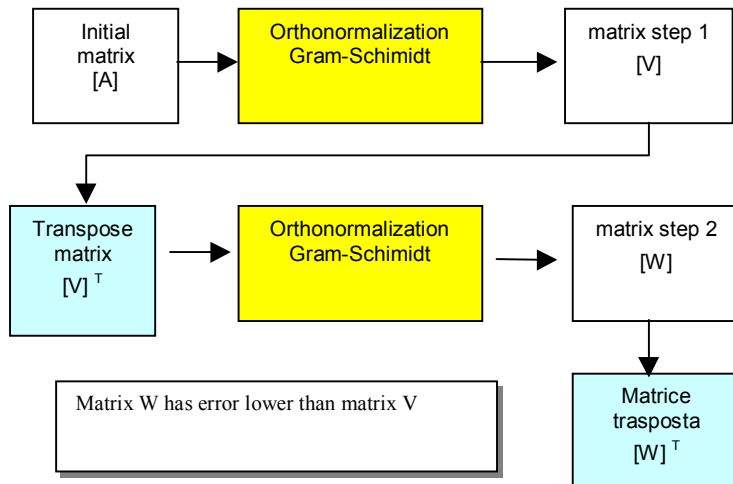 Initial
matrix
[A]
Orthonormalization
Gram-Schimidt
matrix step 1
[V]
Transpose
matrix
[V] T
Orthonormalization
Gram-Schimidt
matrix step 2
[W]
Matrix W has error lower than matrix V
Matrice
trasposta
[W] T